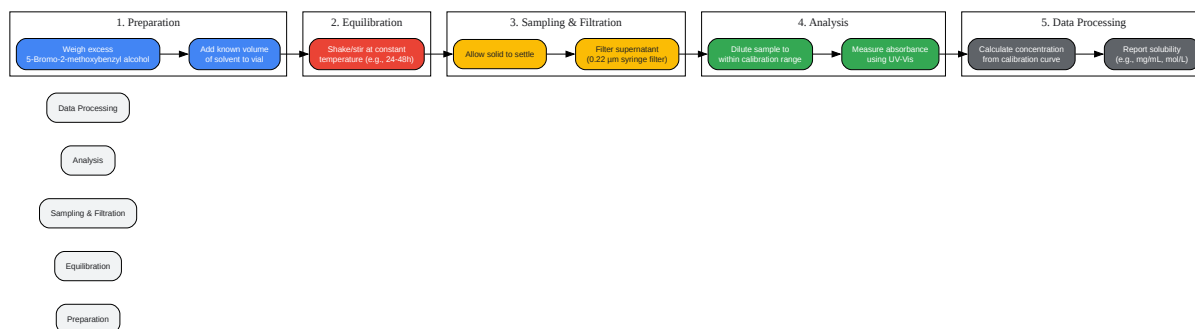 1. Preparation
Weigh excess
5-Bromo-2-methoxybenzyl alcohol
Add known volume
of solvent to vial
2. Equilibration
Shake/stir at constant
temperature (e.g., 24-48h)
3. Sampling & Filtration
Allow solid to settle
Filter supernatant
(0.22 µm syringe filter)
4. Analysis
Dilute sample to
within calibration range
Measure absorbance
using UV-Vis
5. Data Processing
Calculate concentration
from calibration curve
Report solubility
(e.g., mg/mL, mol/L)
Data Processing
Analysis
Sampling & Filtration
Equilibration
Preparation